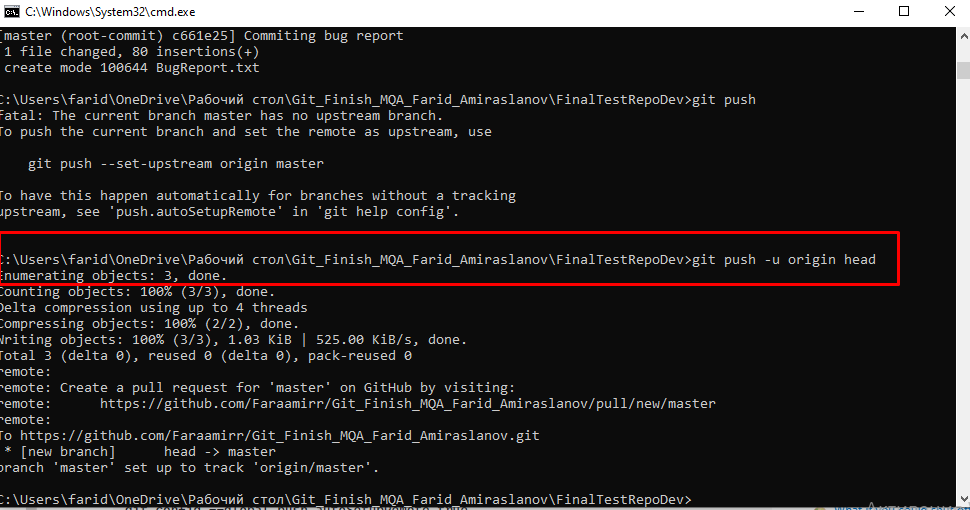 C:\Windows\System32\cmd.exe
[master (root-commit) c661e25] Commiting bug report
1 file changed, 80 insertions(+)
create mode 100644 BugReport.txt
C:\Users\farid\OneDrive\Рабочий стол\Git_Finish_MQA_Farid_Amiraslanov\FinalTestRepoDev>git push
fatal: The current branch master has no upstream branch.
To push the current branch and set the remote as upstream, use
git push --set-upstream origin master
To have this happen automatically for branches without a tracking
upstream, see 'push.autoSetupRemote' in 'git help config'.
C:\Users\farid\OneDrive\Рабочий стол\Git_Finish_MQA_Farid_Amiraslanov\FinalTestRepoDev>git push -u origin head
Enumerating objects: 3, done.
Counting objects: 100% (3/3), done.
Delta compression using up to 4 threads
Compressing objects: 100% (2/2), done.
Writing objects: 100% (3/3), 1.03 KiB | 525.00 KiB/s, done.
Total 3 (delta 0), reused 0 (delta 0), pack-reused 0
remote:
remote: Create a pull request for 'master' on GitHub by visiting:
remote: https://github.com/Faraamirr/Git_Finish_MQA_Farid_Amiraslanov/pull/new/master
remote:
To https://github.com/Faraamirr/Git_Finish_MQA_Farid_Amiraslanov.git
* [new branch] head -> master
branch 'master' set up to track 'origin/master'.
C:\Users\farid\OneDrive\Рабочий стол\Git_Finish_MQA_Farid_Amiraslanov\FinalTestRepoDev>